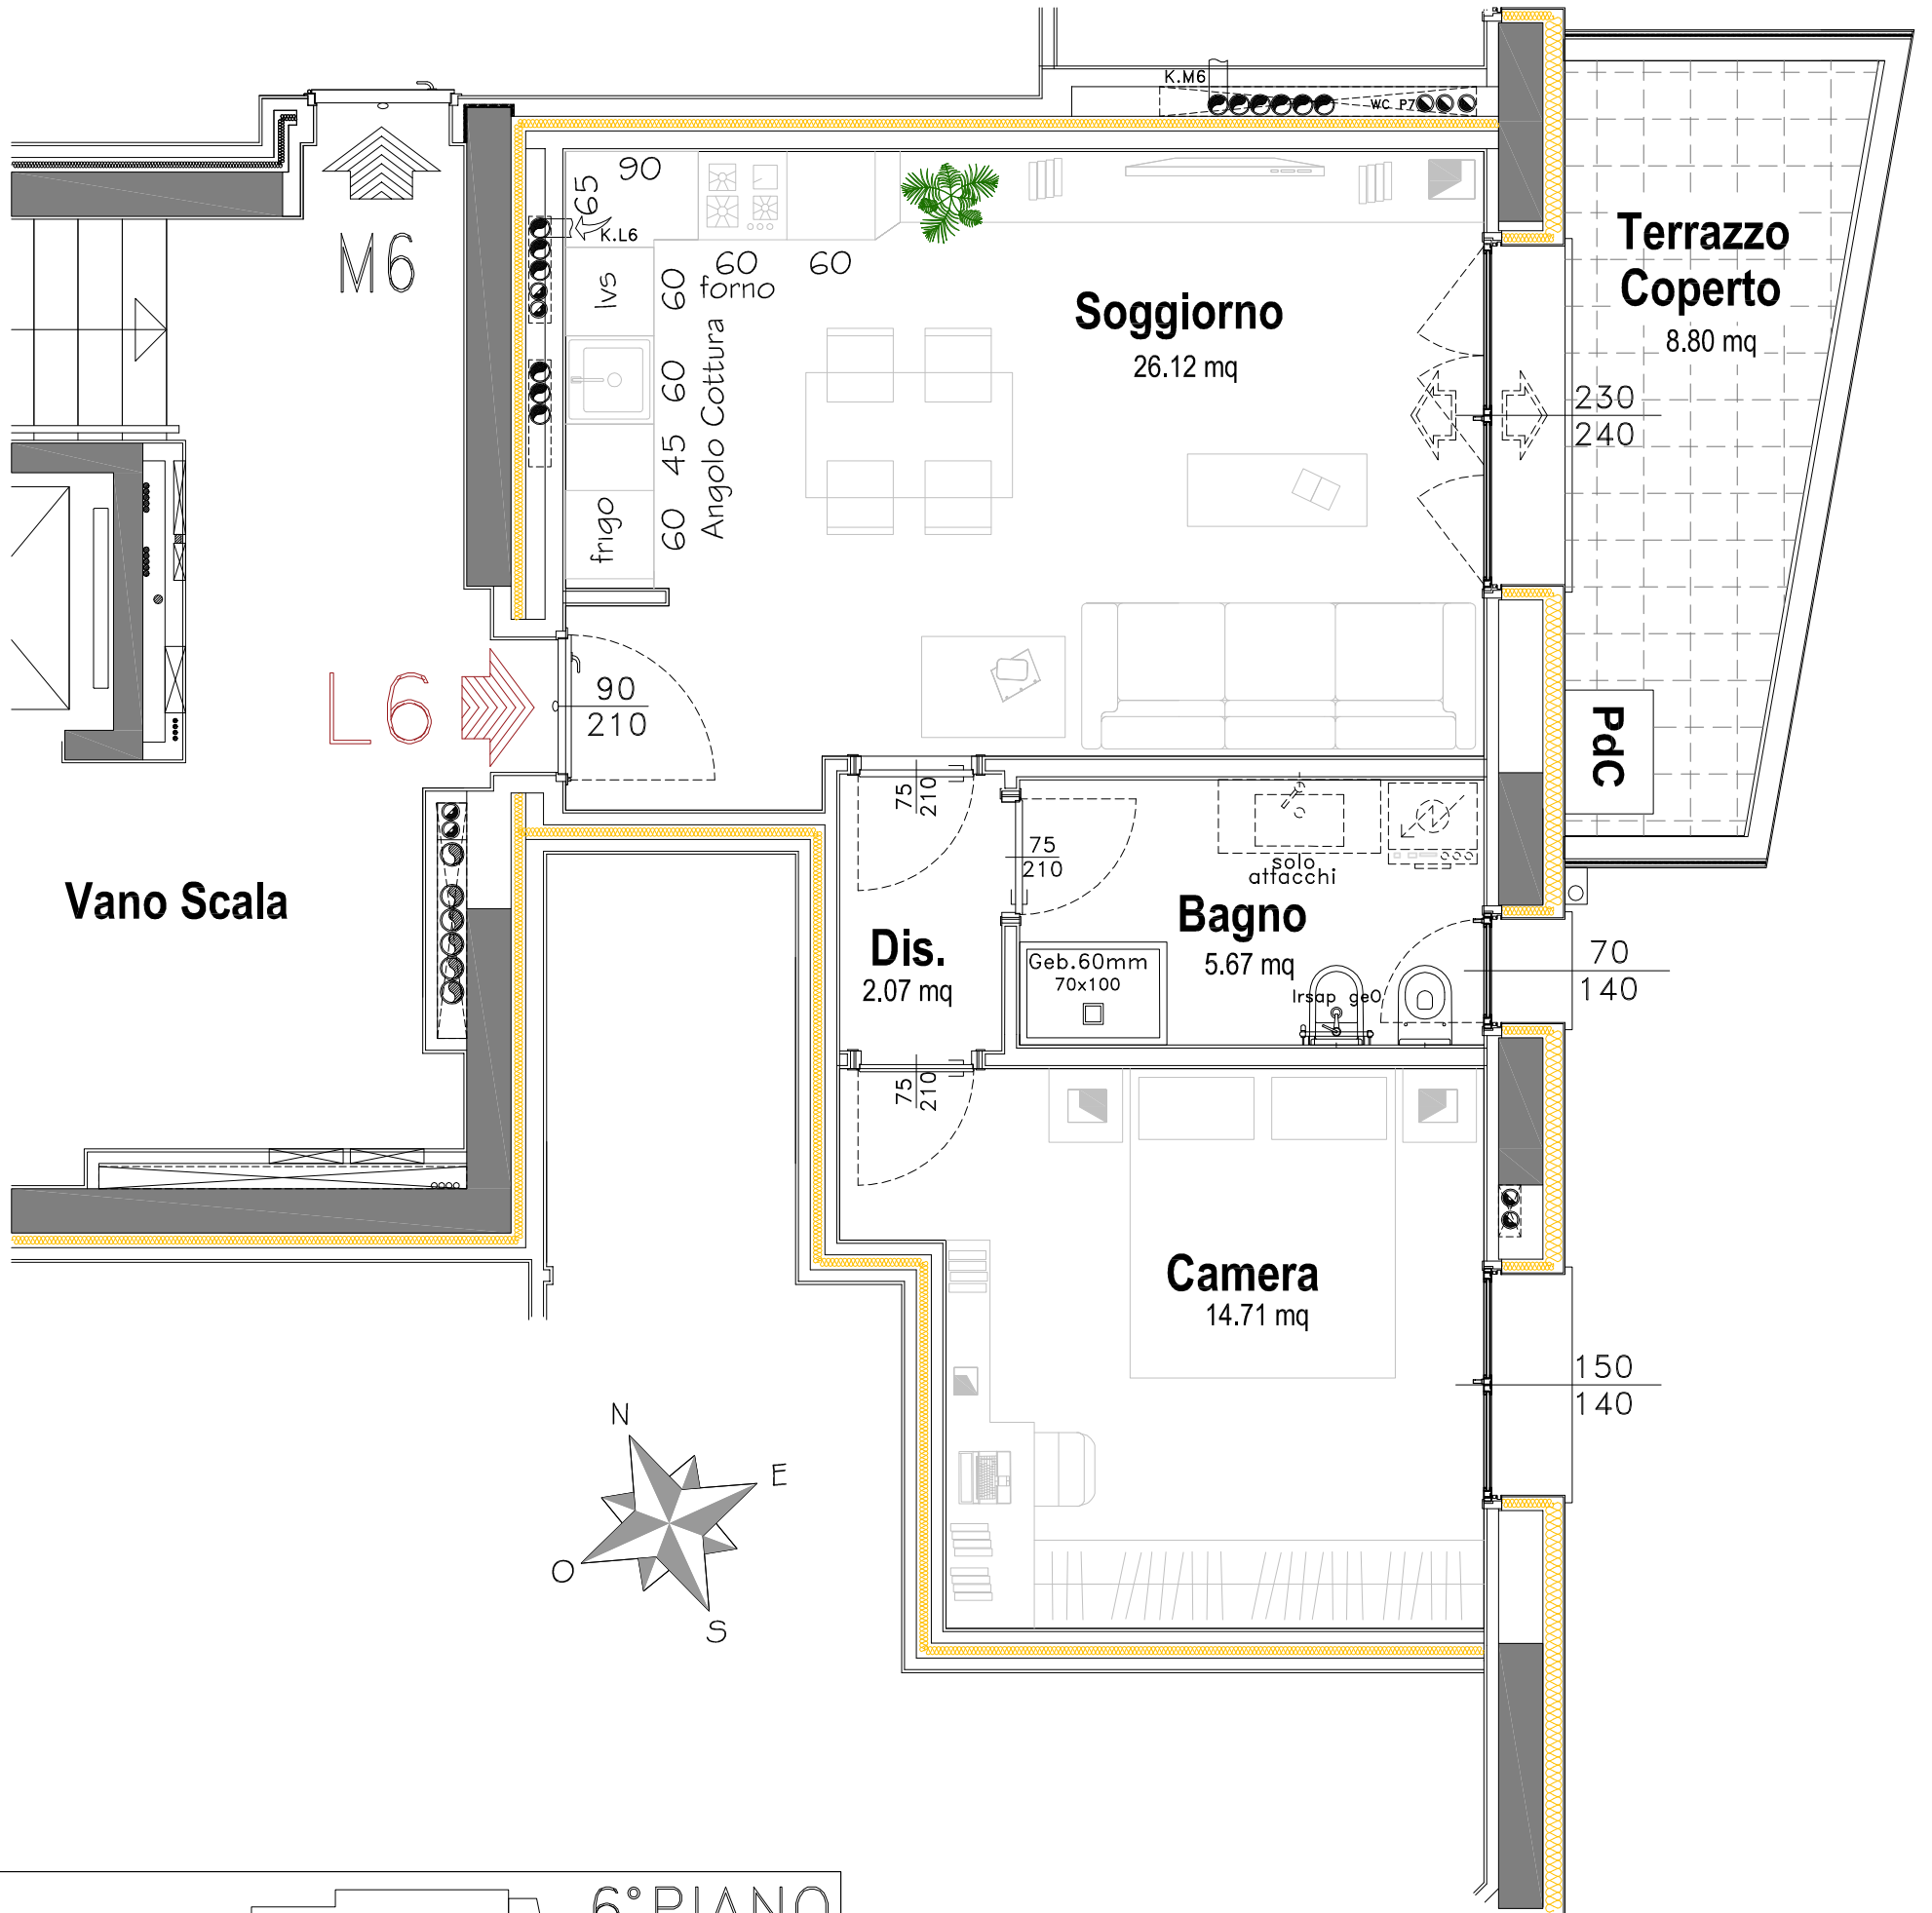 K.M6
WC P7
90
65
K.L6
M6
lvs
60
60
forno
60
Angolo Cottura
60
45
60
frigo
Soggiorno
26.12 mq
Terrazzo
Coperto
8.80 mq
230
240
L6
90
210
PdC
75
210
75
210
solo
attacchi
Vano Scala
Bagno
5.67 mq
Dis.
2.07 mq
Geb.60mm
70x100
Irsap geO
70
140
75
210
Camera
14.71 mq
150
140
N
E
O
S
6° PIANO